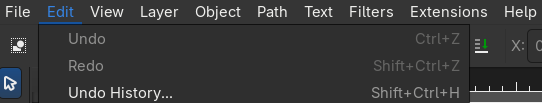 File Edit View Layer Object Path Text Filters Extensions Help
Undo Ctrl+Z
X: 0
Redo Shift+Ctrl+Z
Undo History... Shift+Ctrl+H